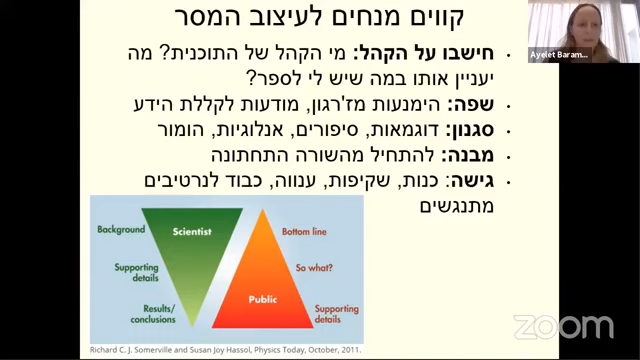 קווים מנחים לעיצוב המסר
Ayelet Baram...
חישבו על הקהל: מי הקהל של התוכנית? מה
יעניין אותו במה שיש לי לספר?
שפה: הימנעות מז'רגון, מודעות לקללת הידע
סגנון: דוגמאות, סיפורים, אנלוגיות, הומור
מבנה: להתחיל מהשורה התחתונה
גישה: כנות, שקיפות, ענווה, כבוד לנרטיבים
מתנגשים
Background
Scientist
Supporting
details
Results/
conclusions
Bottom line
So what?
Public
Supporting
details
Richard C. J. Somerville and Susan Joy Hassol, Physics Today, October, 2011.
zoom